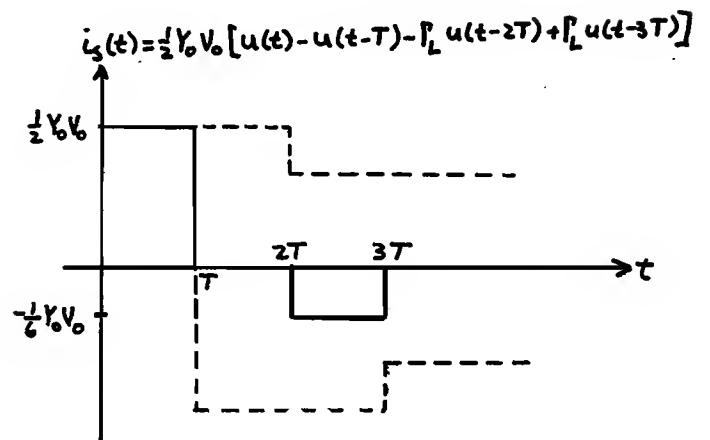 i_s(t)=½Y₀V₀[u(t)-u(t-T)-Γ_L u(t-2T)+Γ_L u(t-3T)]
½Y₀V₀
2T 3T
t
T
-⅙Y₀V₀